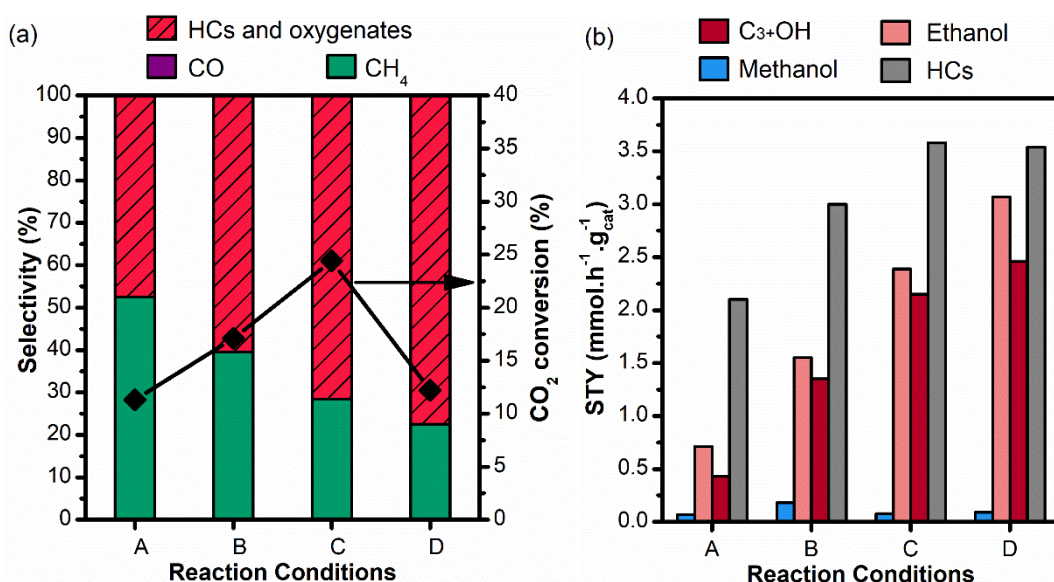 (a)
HCs and oxygenates
CO
CH4
100
90
80
70
60
50
40
30
20
10
0
Selectivity (%)
40
35
30
25
20
15
10
5
0
CO2 conversion (%)
A B C D
Reaction Conditions
(b)
C3+OH
Ethanol
Methanol
HCs
4.0
3.5
3.0
2.5
2.0
1.5
1.0
0.5
0.0
STY (mmol.h-1.g-1cat)
A B C D
Reaction Conditions